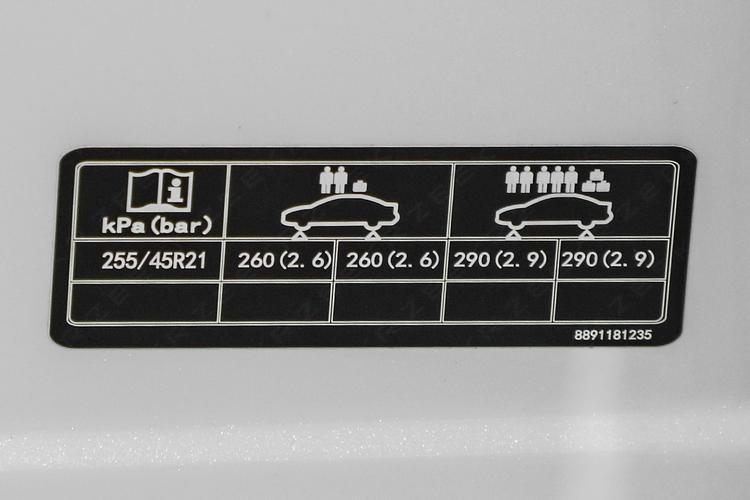 kPa (bar)
255/45R21 260 (2. 6) 260 (2. 6) 290 (2. 9) 290 (2. 9)
8891181235